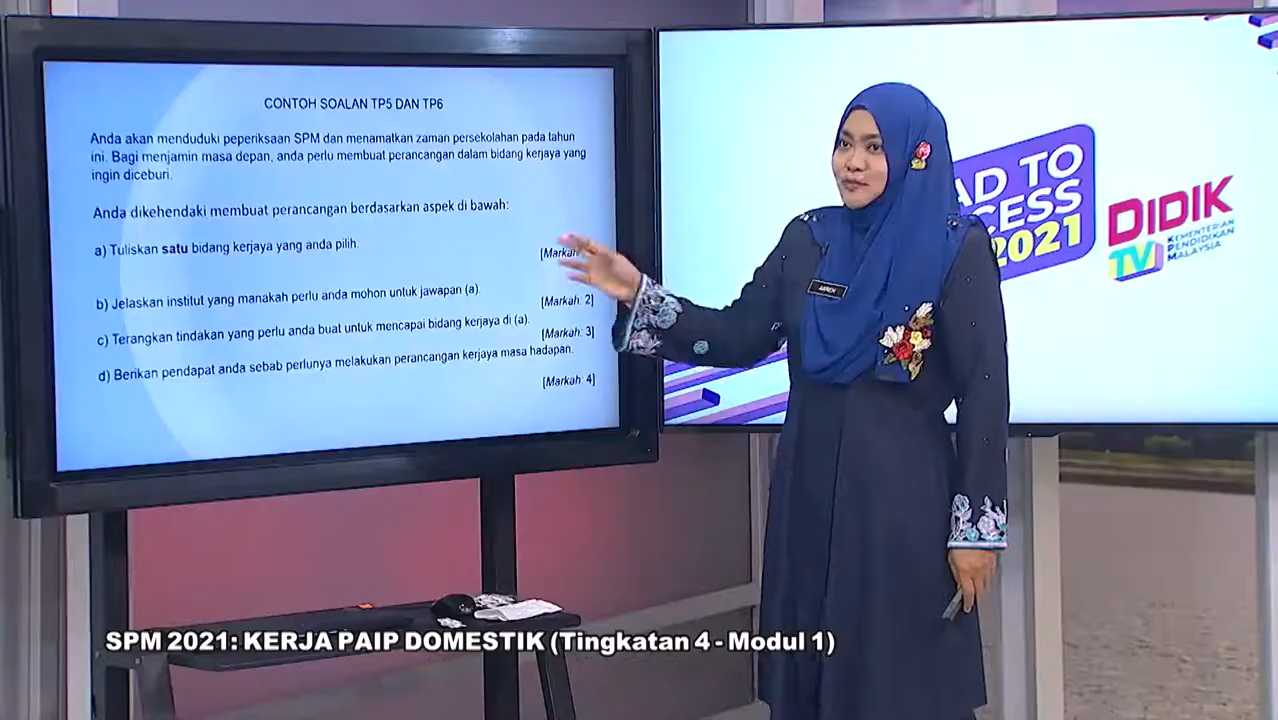 CONTOH SOALAN TP5 DAN TP6
Anda akan menduduki peperiksaan SPM dan menamatkan zaman persekolahan pada tahun
ini. Bagi menjamin masa depan, anda perlu membuat perancangan dalam bidang kerjaya yang
ingin diceburi.
Anda dikehendaki membuat perancangan berdasarkan aspek di bawah:
a) Tuliskan satu bidang kerjaya yang anda pilih.
[Markah
b) Jelaskan institut yang manakah perlu anda mohon untuk jawapan (a).
[Markah: 2]
c) Terangkan tindakan yang perlu anda buat untuk mencapai bidang kerjaya di (a).
[Markah: 3]
d) Berikan pendapat anda sebab perlunya melakukan perancangan kerjaya masa hadapan.
[Markah: 4]
AD TO
CESS
2021
DIDIK
TV
KEMENTERIAN
PENDIDIKAN
MALAYSIA
SPM 2021: KERJA PAIP DOMESTIK (Tingkatan 4 - Modul 1)